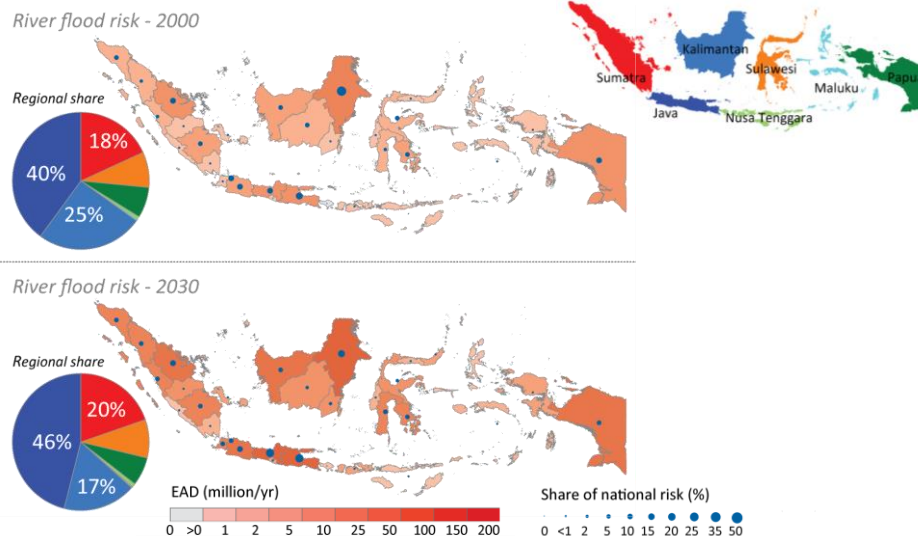 River flood risk - 2000
Regional share
18%
40%
25%
Sumatra
Kalimantan
Sulawesi
Papu
Maluku
Java
Nusa Tenggara
River flood risk - 2030
Regional share
20%
46%
17%
EAD (million/yr)
0 >0 1 2 5 10 25 50 100 150 200
Share of national risk (%)
0 <1 2 5 10 15 20 25 35 50